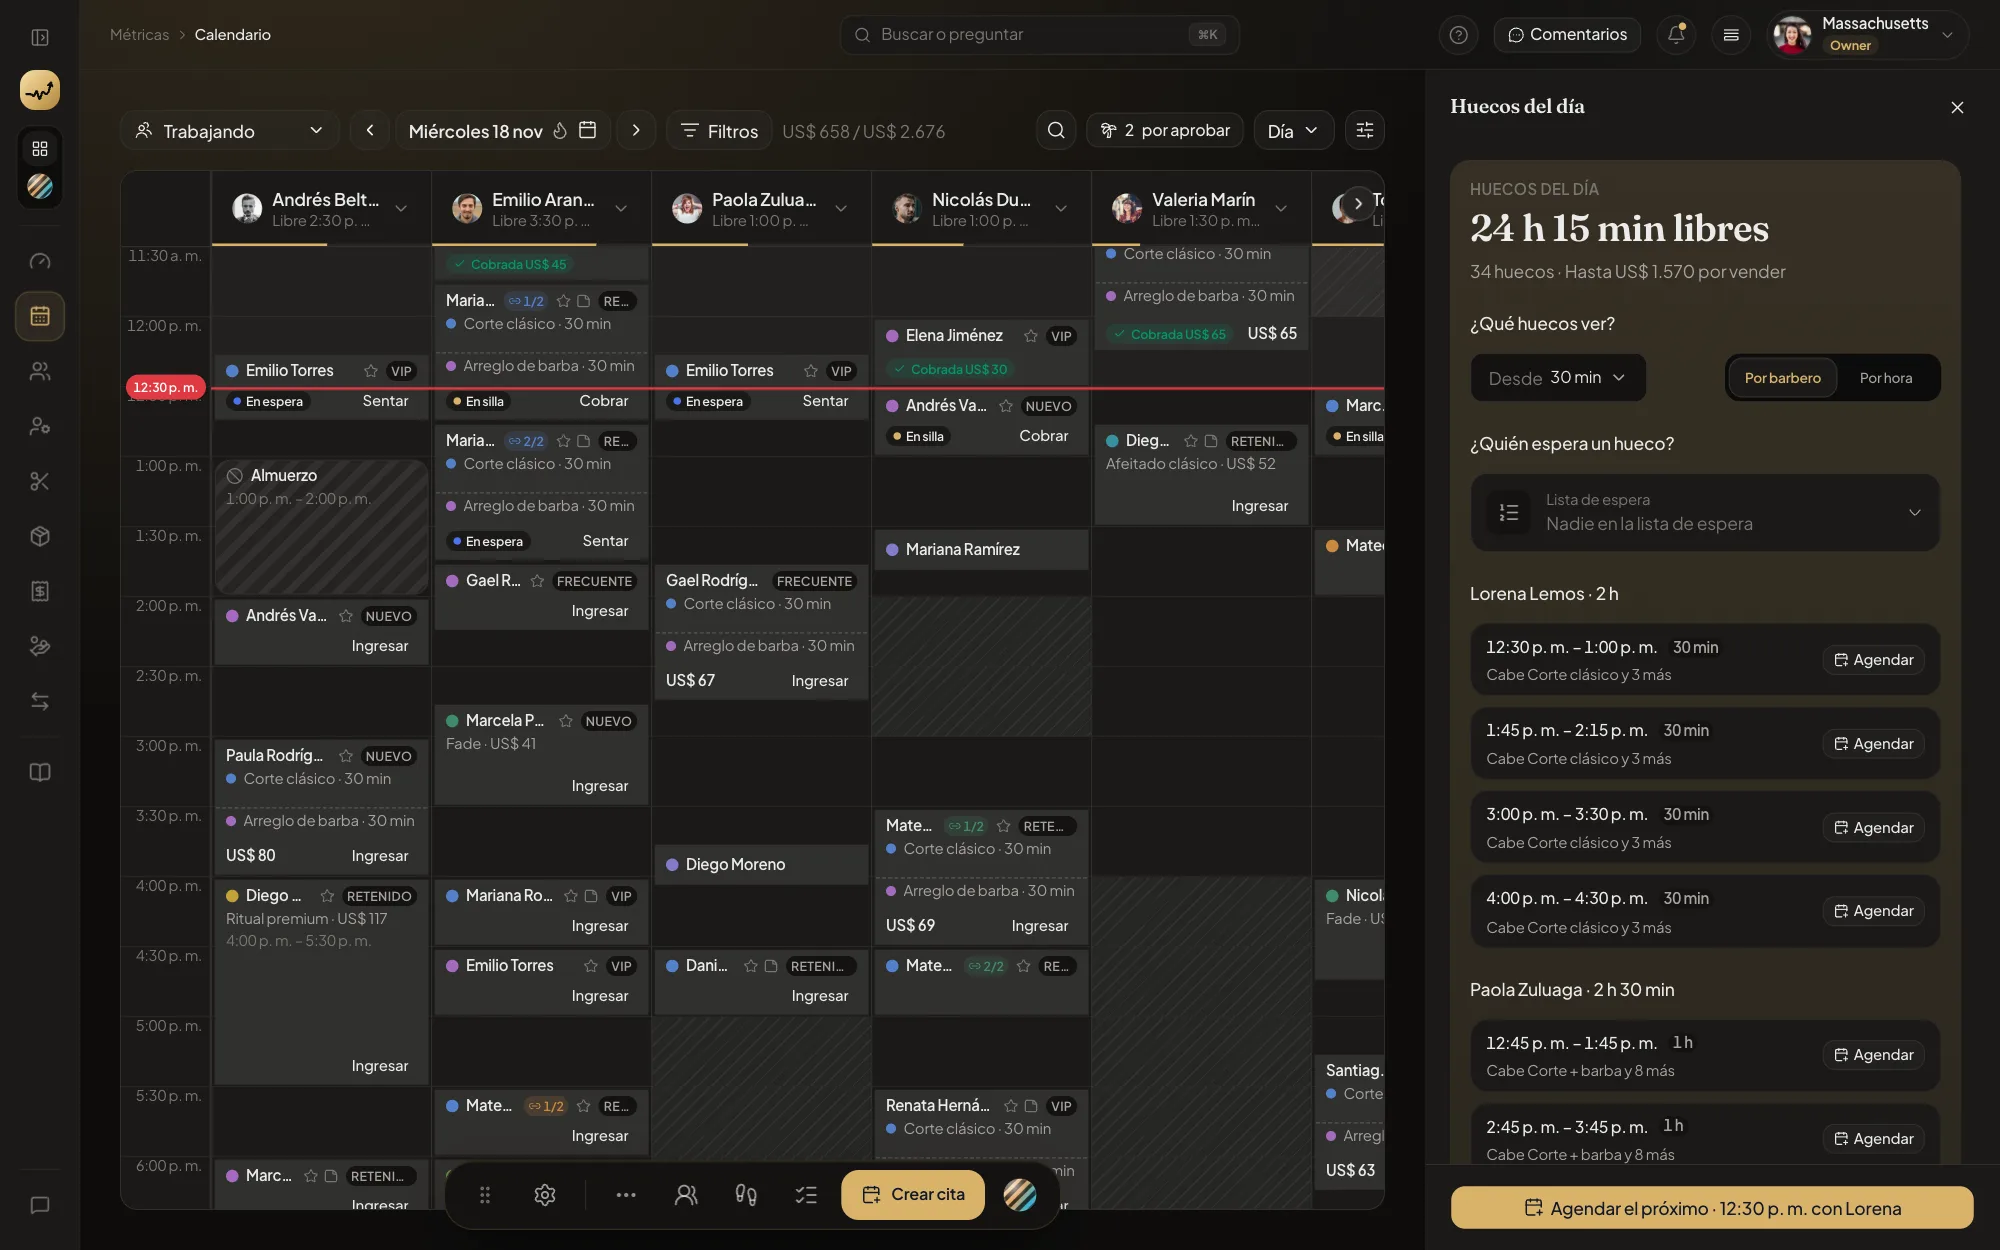 Métricas > Calendario
Buscar o preguntar
⌘K
Comentarios
Massachusetts
Owner
Trabajando
Miércoles 18 nov
Filtros
US$ 658 / US$ 2.676
2 por aprobar
Día
Andrés Belt...
Libre 2:30 p. ...
Emilio Aran...
Libre 3:30 p. ...
Paola Zulua...
Libre 1:00 p. ...
Nicolás Du...
Libre 1:00 p. ...
Valeria Marín
Libre 1:30 p. m...
11:30 a. m.
12:00 p. m.
12:30 p. m.
1:00 p. m.
1:30 p. m.
2:00 p. m.
2:30 p. m.
3:00 p. m.
3:30 p. m.
4:00 p. m.
4:30 p. m.
5:00 p. m.
5:30 p. m.
6:00 p. m.
Emilio Torres
VIP
En espera
Sentar
Almuerzo
1:00 p. m. – 2:00 p. m.
Andrés Va...
NUEVO
Ingresar
Paula Rodríg...
NUEVO
Corte clásico · 30 min
Arreglo de barba · 30 min
US$ 80
Ingresar
Diego ...
RETENIDO
Ritual premium · US$ 117
4:00 p. m. – 5:30 p. m.
Ingresar
Marc...
RETENI...
Ingresar
Cobrada US$ 45
Maria...
1/2
RE...
Corte clásico · 30 min
Arreglo de barba · 30 min
En silla
Cobrar
Maria...
2/2
RE...
Corte clásico · 30 min
Arreglo de barba · 30 min
En espera
Sentar
Gael R...
FRECUENTE
Ingresar
Marcela P...
NUEVO
Fade · US$ 41
Ingresar
Mariana Ro...
VIP
Ingresar
Emilio Torres
VIP
Ingresar
Mate...
1/2
RE...
Ingresar
Emilio Torres
VIP
En espera
Sentar
Gael Rodríg...
FRECUENTE
Corte clásico · 30 min
Arreglo de barba · 30 min
US$ 67
Ingresar
Diego Moreno
Dani...
RETENI...
Ingresar
Elena Jiménez
VIP
Cobrada US$ 30
Andrés Va...
NUEVO
En silla
Cobrar
Mariana Ramírez
Mate...
1/2
RETE...
Corte clásico · 30 min
Arreglo de barba · 30 min
US$ 69
Ingresar
Mate...
2/2
RE...
Renata Herná...
VIP
Corte clásico · 30 min
min
Corte clásico · 30 min
Arreglo de barba · 30 min
Cobrada US$ 65
US$ 65
Dieg...
RETENI...
Afeitado clásico · US$ 52
Ingresar
Marc.
En silla
Mate
Nicol
Fade · US
Santiag.
Corte
Arregl
US$ 63
Crear cita
Huecos del día
HUECOS DEL DÍA
24 h 15 min libres
34 huecos · Hasta US$ 1.570 por vender
¿Qué huecos ver?
Desde 30 min
Por barbero
Por hora
¿Quién espera un hueco?
Lista de espera
Nadie en la lista de espera
Lorena Lemos · 2 h
12:30 p. m. – 1:00 p. m. 30 min
Cabe Corte clásico y 3 más
Agendar
1:45 p. m. – 2:15 p. m. 30 min
Cabe Corte clásico y 3 más
Agendar
3:00 p. m. – 3:30 p. m. 30 min
Cabe Corte clásico y 3 más
Agendar
4:00 p. m. – 4:30 p. m. 30 min
Cabe Corte clásico y 3 más
Agendar
Paola Zuluaga · 2 h 30 min
12:45 p. m. – 1:45 p. m. 1 h
Cabe Corte + barba y 8 más
Agendar
2:45 p. m. – 3:45 p. m. 1 h
Cabe Corte + barba y 8 más
Agendar
Agendar el próximo · 12:30 p. m. con Lorena